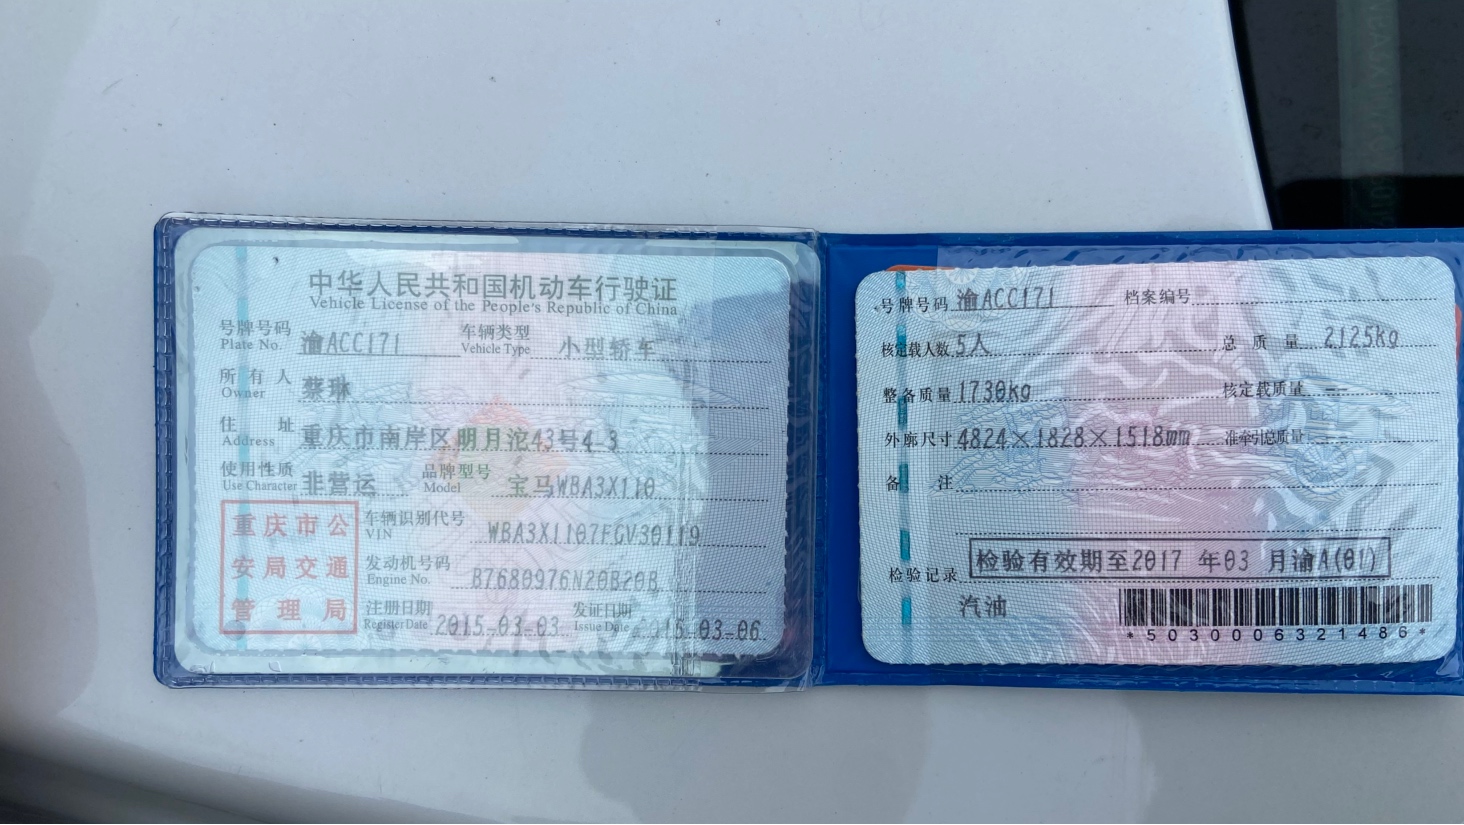 中华人民共和国机动车行驶证
Vehicle License of the People's Republic of China
号牌号码 渝ACC171 车辆类型 小型轿车
Plate No. Vehicle Type
所有人 蔡琳
Owner
住址 重庆市南岸区明月沱43号4-3
Address
使用性质 非营运 品牌型号 宝马WBA3X110
Use Character Model
重庆市公安局交通管理局
车辆识别代号 WBA3X1107FGV30119
VIN
发动机号码 B7680976N20B20B
Engine No.
注册日期 2015-03-03 发证日期 2015-03-06
Register Date Issue Date
号牌号码 渝ACC171 档案编号
核定载人数 5人 总质量 2125kg
整备质量 1730kg 核定载质量 --
外廓尺寸 4824×1828×1518mm 准牵引总质量 --
备注
检验记录 检验有效期至2017 年03 月渝A(01)
汽油
*5030006321486*